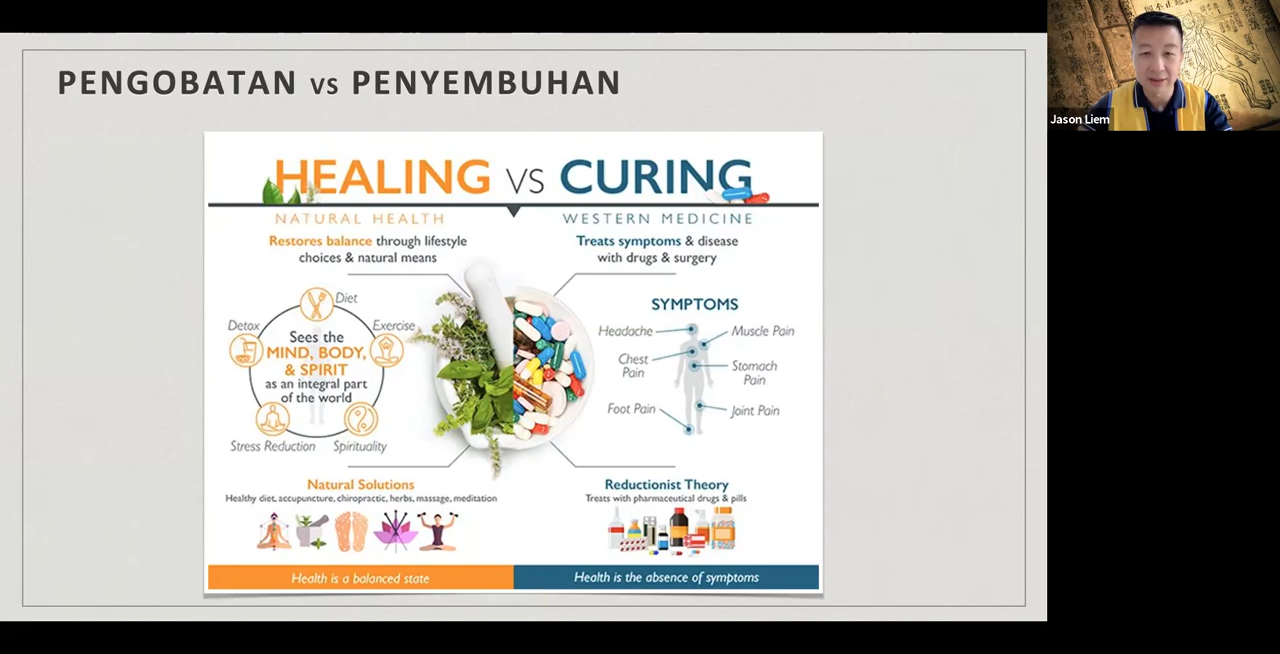 PENGOBATAN vs PENYEMBUHAN
HEALING VS CURING
NATURAL HEALTH
Restores balance through lifestyle
choices & natural means
Diet
Detox
Exercise
Sees the
MIND, BODY,
& SPIRIT
as an integral part
of the world
Stress Reduction
Spirituality
Natural Solutions
Healthy diet, accupuncture, chiropractic, herbs, massage, meditation
Health is a balanced state
WESTERN MEDICINE
Treats symptoms & disease
with drugs & surgery
SYMPTOMS
Headache
Muscle Pain
Chest
Pain
Stomach
Pain
Foot Pain
Joint Pain
Reductionist Theory
Treats with pharmaceutical drugs & pills
Health is the absence of symptoms
Jason Liem